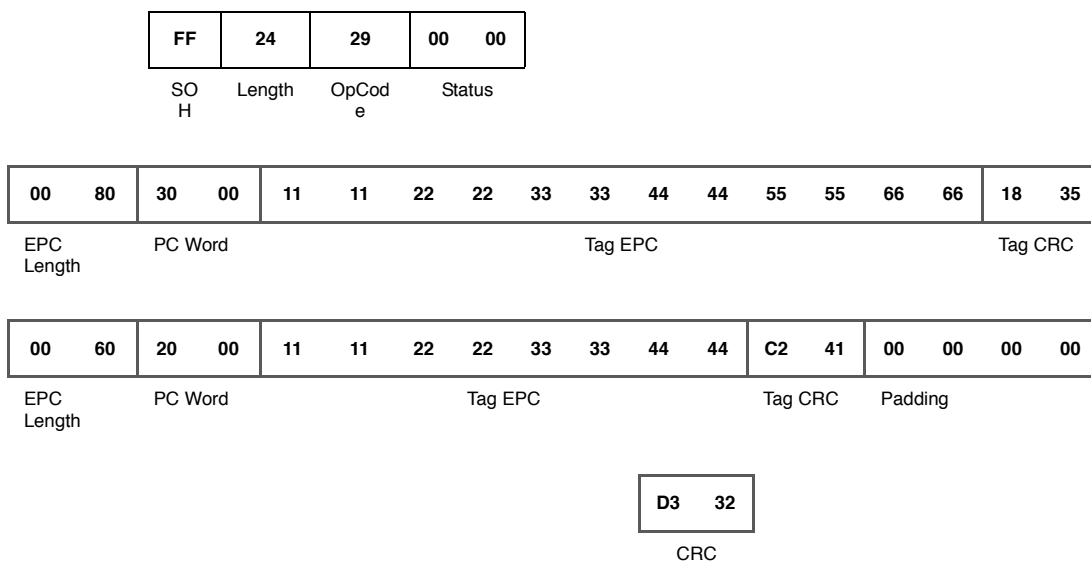 FF 24 29 00 00
SO Length OpCod Status
H e
00 80 30 00 11 11 22 22 33 33 44 44 55 55 66 66 18 35
EPC PC Word Tag EPC Tag CRC
Length
00 60 20 00 11 11 22 22 33 33 44 44 C2 41 00 00 00 00
EPC PC Word Tag EPC Tag CRC Padding
Length
D3 32
CRC